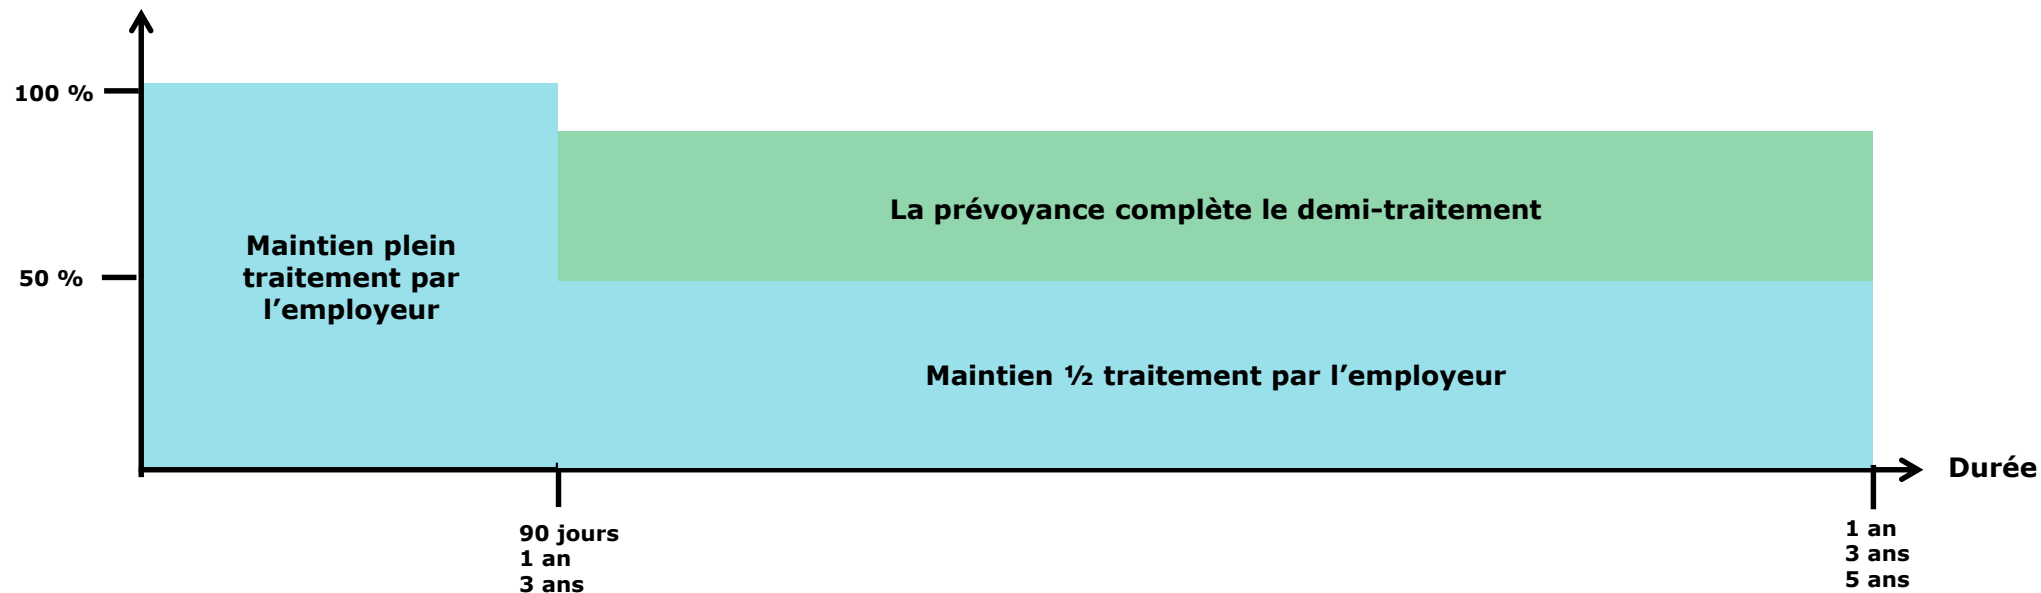 100 %
50 %
Maintien plein
traitement par
l’employeur
La prévoyance complète le demi-traitement
Maintien ½ traitement par l’employeur
Durée
90 jours
1 an
3 ans
1 an
3 ans
5 ans